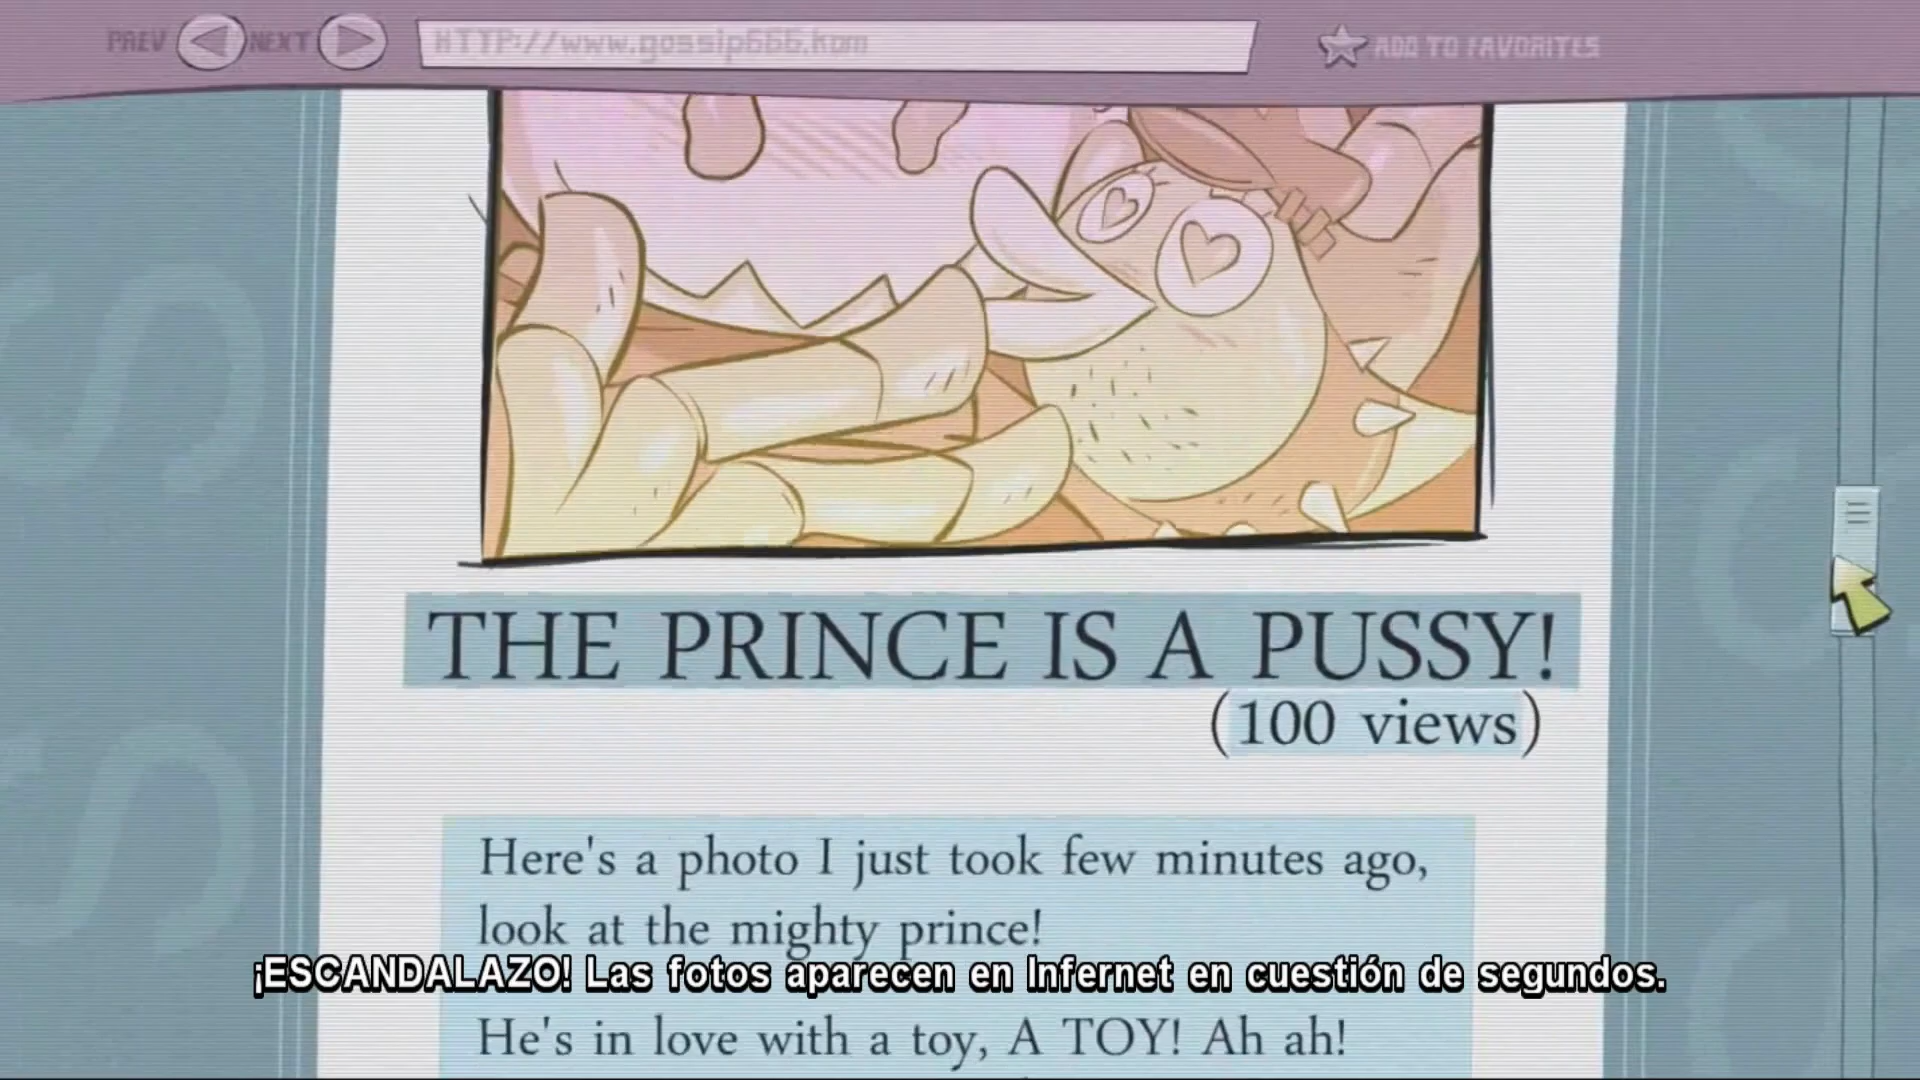 PREV NEXT HTTP://www.gossip666.kom ADD TO FAVORITES
THE PRINCE IS A PUSSY!
(100 views)
Here's a photo I just took few minutes ago,
look at the mighty prince!
¡ESCANDALAZO! Las fotos aparecen en Infernet en cuestión de segundos.
He's in love with a toy, A TOY! Ah ah!